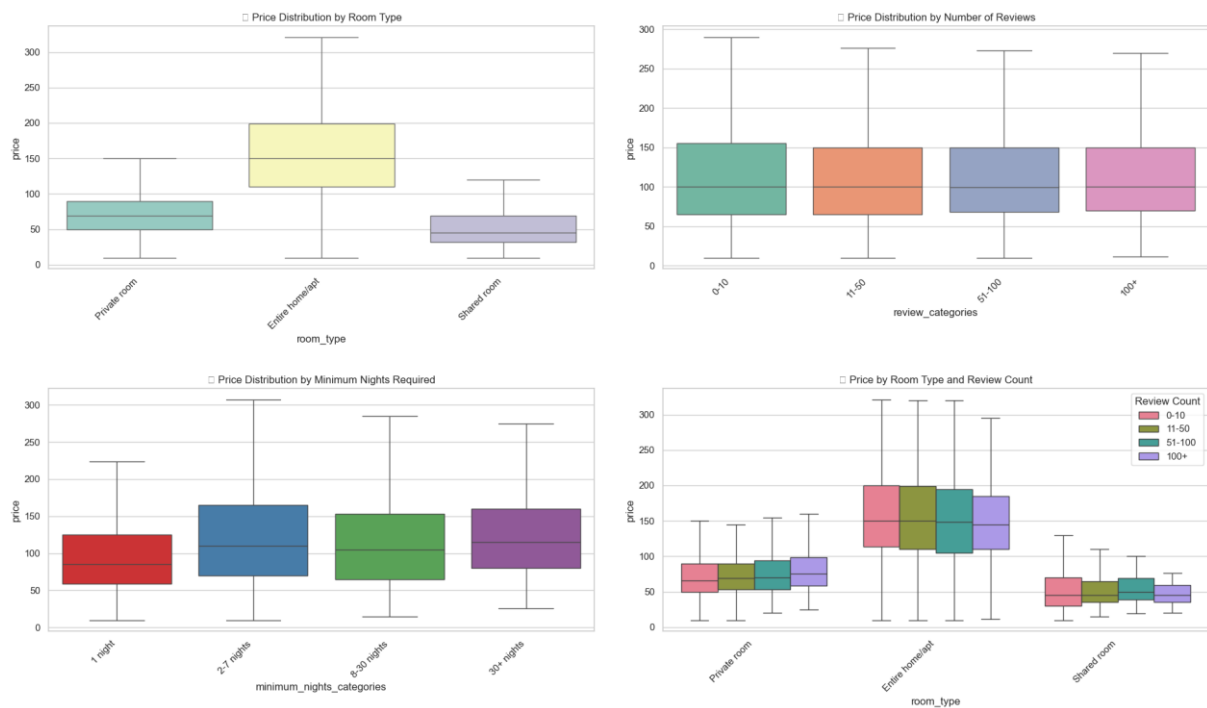 □ Price Distribution by Room Type
300
250
200
150
100
50
0
price
Private room
Entire home/apt
Shared room
room_type
□ Price Distribution by Number of Reviews
300
250
200
150
100
50
0
price
0-10
11-50
51-100
100+
review_categories
□ Price Distribution by Minimum Nights Required
300
250
200
150
100
50
0
price
1 night
2-7 nights
8-30 nights
30+ nights
minimum_nights_categories
□ Price by Room Type and Review Count
Review Count
0-10
11-50
51-100
100+
300
250
200
150
100
50
0
price
Private room
Entire home/apt
Shared room
room_type